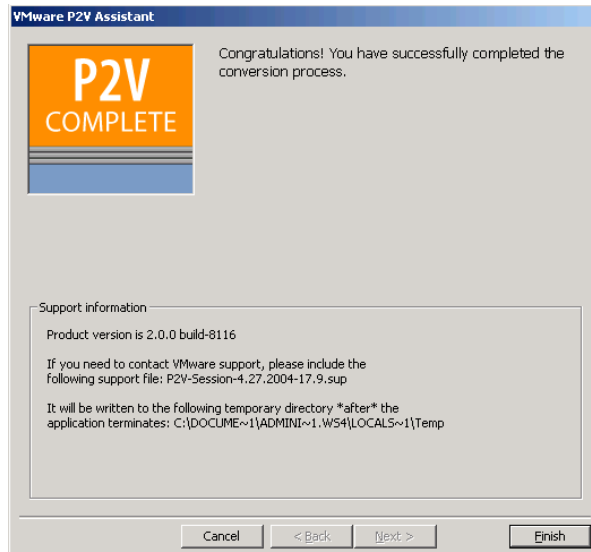 VMware P2V Assistant
P2V
COMPLETE
Congratulations! You have successfully completed the
conversion process.
Support information
Product version is 2.0.0 build-8116
If you need to contact VMware support, please include the
following support file: P2V-Session-4.27.2004-17.9.sup
It will be written to the following temporary directory *after* the
application terminates: C:\DOCUME~1\ADMINI~1.WS4\LOCALS~1\Temp
Cancel
< Back
Next >
Finish